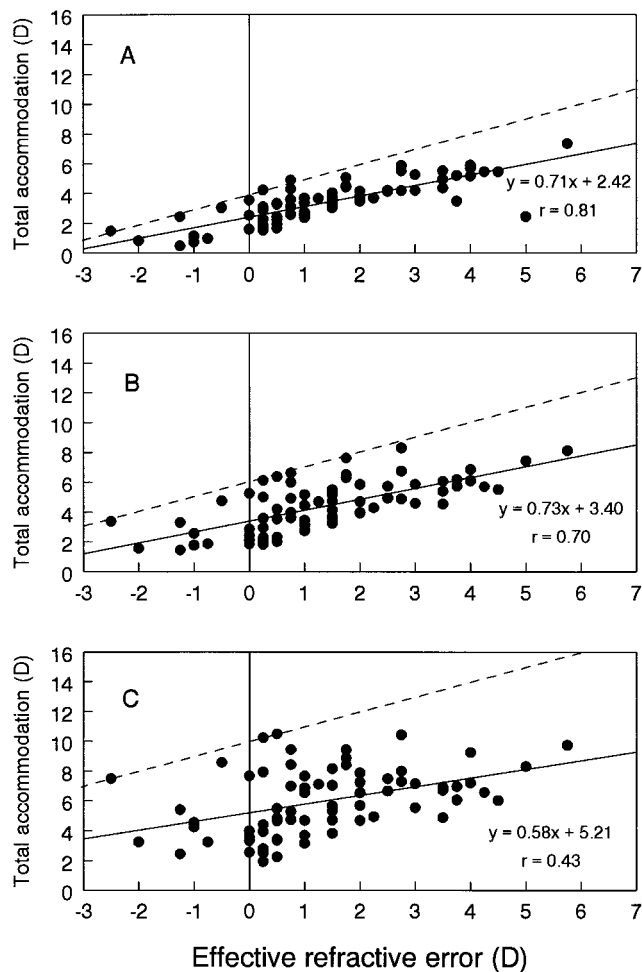 Total accommodation (D)
16
14
12
10
8
6
4
2
0
A
y = 0.71x + 2.42
r = 0.81
-3 -2 -1 0 1 2 3 4 5 6 7
Total accommodation (D)
16
14
12
10
8
6
4
2
0
B
y = 0.73x + 3.40
r = 0.70
-3 -2 -1 0 1 2 3 4 5 6 7
Total accommodation (D)
16
14
12
10
8
6
4
2
0
C
y = 0.58x + 5.21
r = 0.43
-3 -2 -1 0 1 2 3 4 5 6 7
Effective refractive error (D)